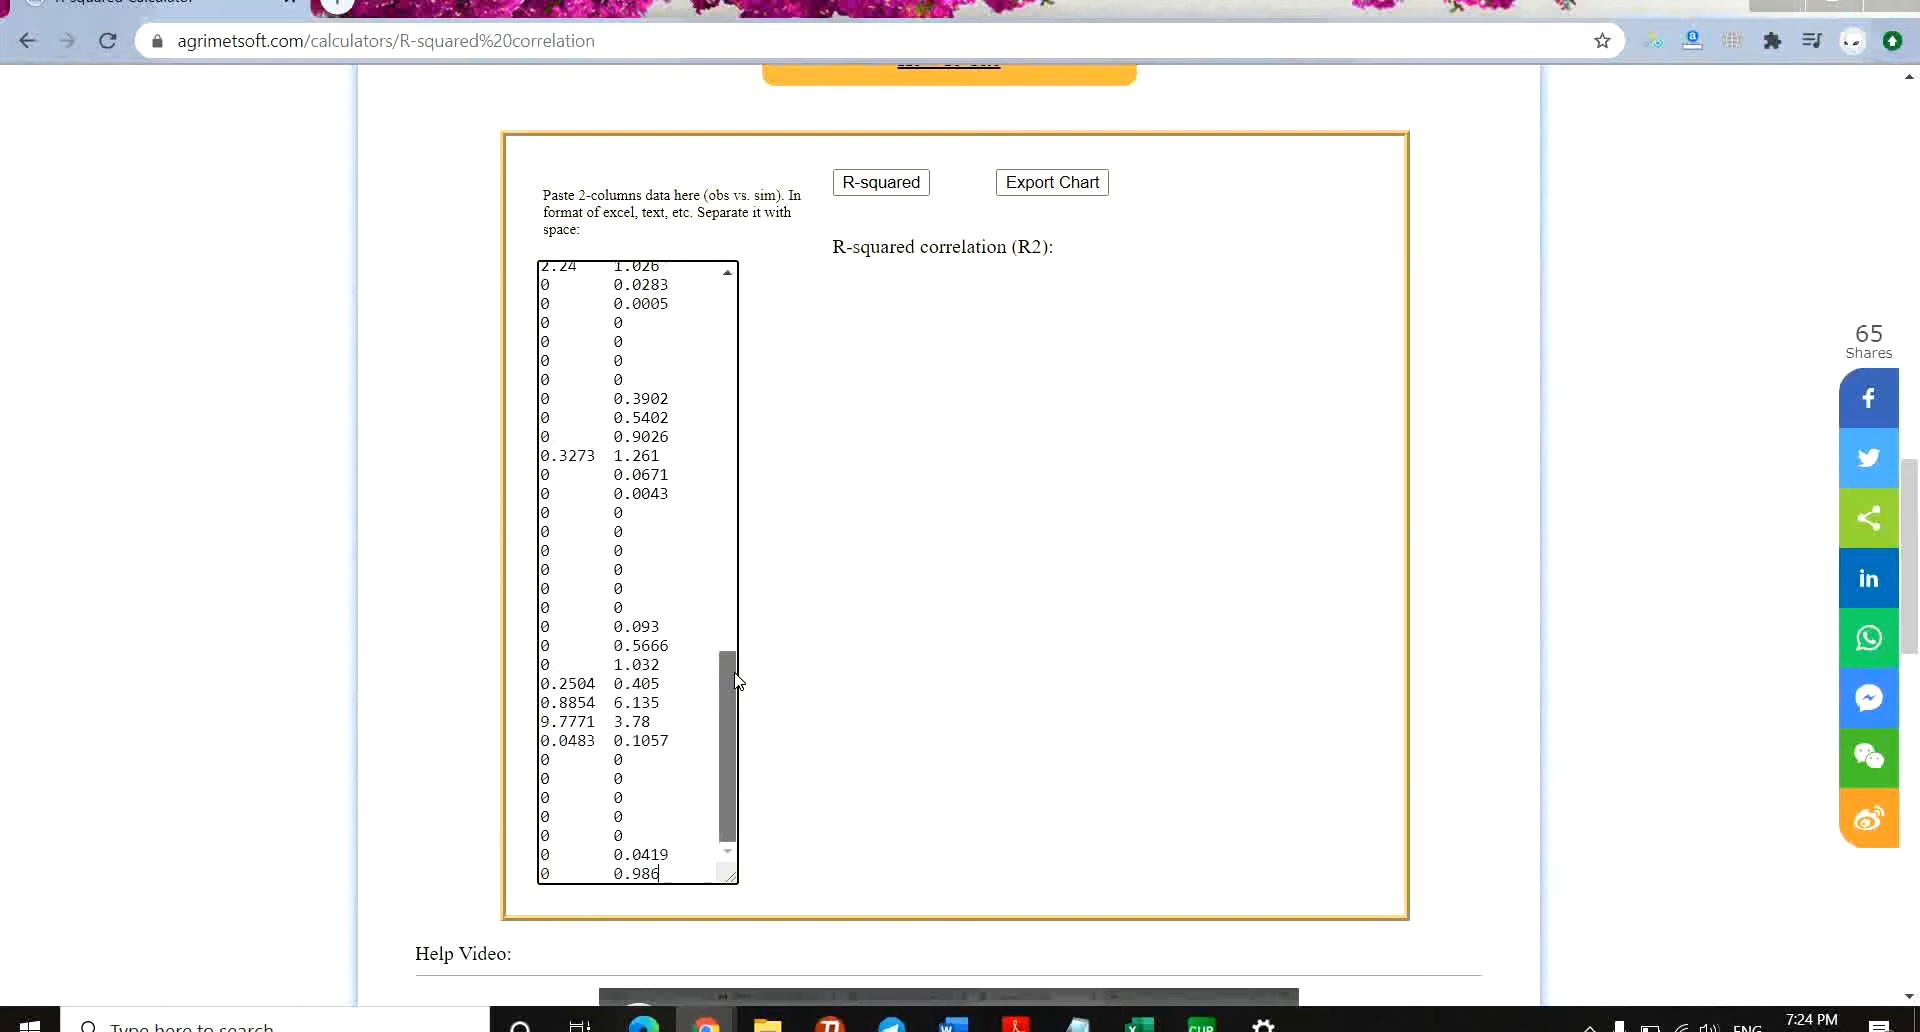 R-squared Calculator
agrimetsoft.com/calculators/R-squared%20correlation
R-squared
Export Chart
Paste 2-columns data here (obs vs. sim). In
format of excel, text, etc. Separate it with
space:
R-squared correlation (R2):
2.24 1.026
0 0.0283
0 0.0005
0 0
0 0
0 0
0 0
0 0.3902
0 0.5402
0 0.9026
0.3273 1.261
0 0.0671
0 0.0043
0 0
0 0
0 0
0 0
0 0
0 0
0 0.093
0 0.5666
0 1.032
0.2504 0.405
0.8854 6.135
9.7771 3.78
0.0483 0.1057
0 0
0 0
0 0
0 0
0 0
0 0.0419
0 0.986
65
Shares
Help Video:
Type here to search
ENG
7:24 PM